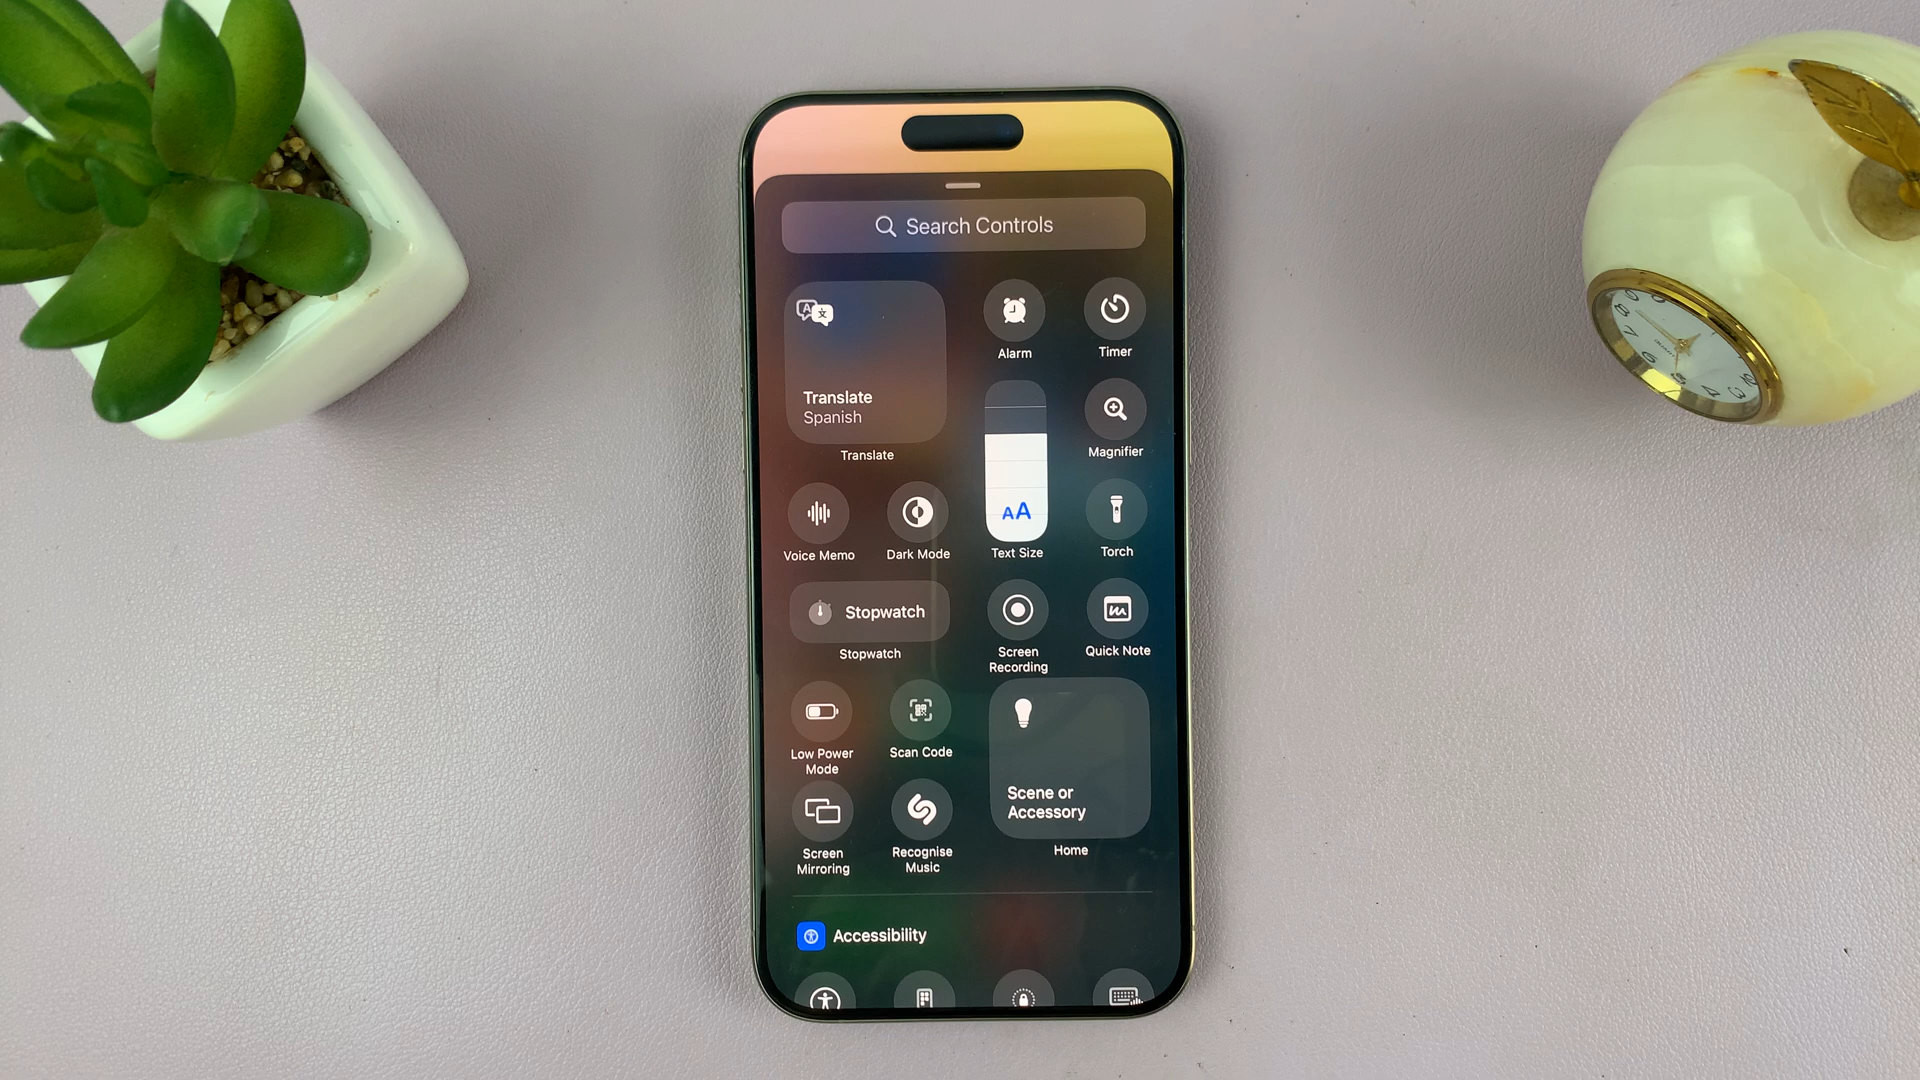 Search Controls
Translate
Spanish
Translate
Alarm
Timer
Magnifier
Voice Memo
Dark Mode
AA
Text Size
Torch
Stopwatch
Stopwatch
Screen
Recording
Quick Note
Low Power
Mode
Scan Code
Scene or
Accessory
Home
Screen
Mirroring
Recognise
Music
Accessibility